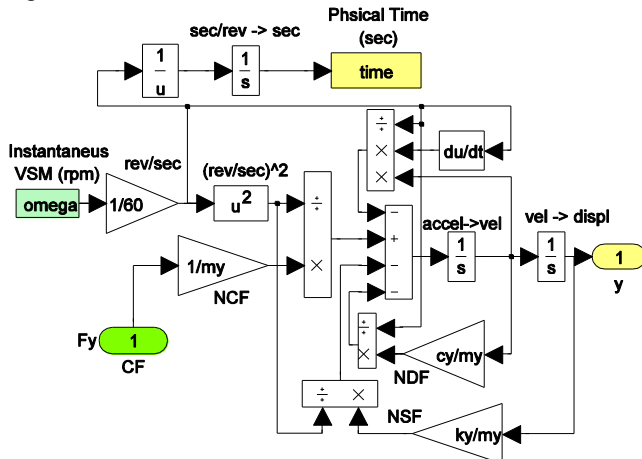 Phsical Time
(sec)
sec/rev -> sec
1
u
1
s
time
÷
×
×
du/dt
Instantaneus
VSM (rpm)
rev/sec
(rev/sec)^2
omega
1/60
u²
÷
×
−
+
−
−
accel->vel
1
s
vel -> displ
1
s
1
y
1/my
NCF
Fy
1
CF
÷
×
cy/my
NDF
÷ ×
NSF
ky/my